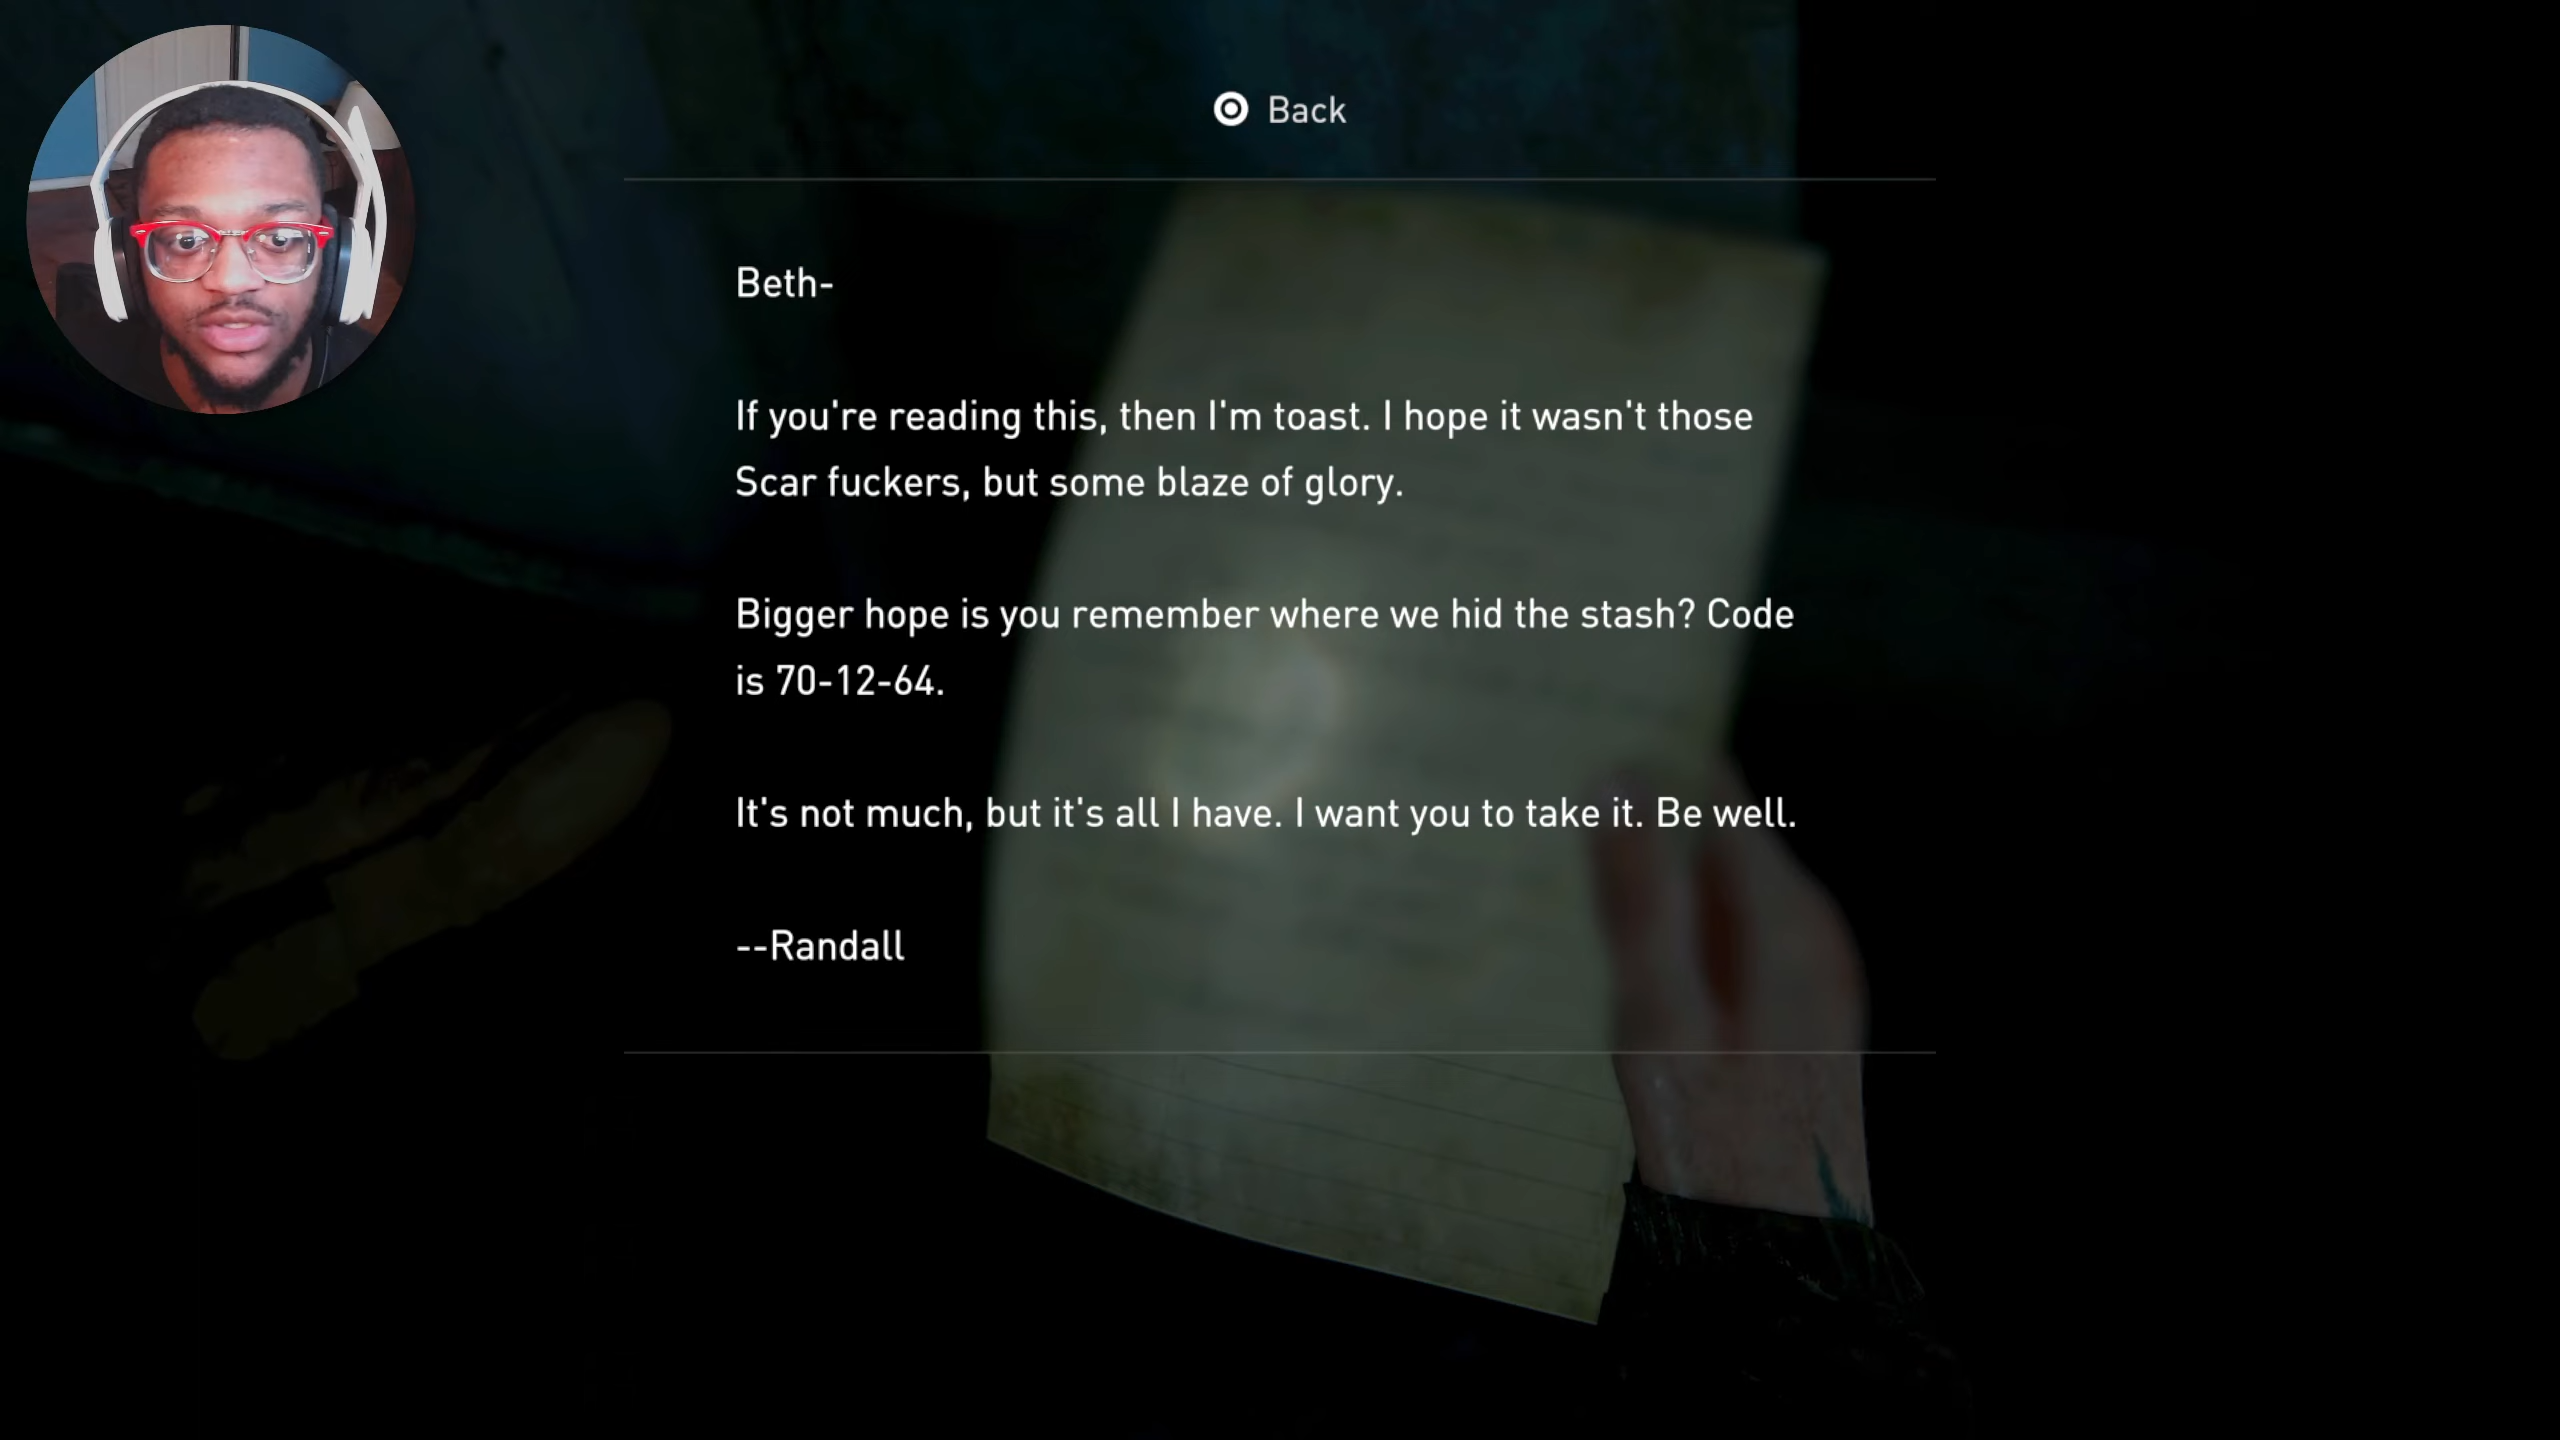 Back
Beth-
If you're reading this, then I'm toast. I hope it wasn't those
Scar fuckers, but some blaze of glory.
Bigger hope is you remember where we hid the stash? Code
is 70-12-64.
It's not much, but it's all I have. I want you to take it. Be well.
--Randall